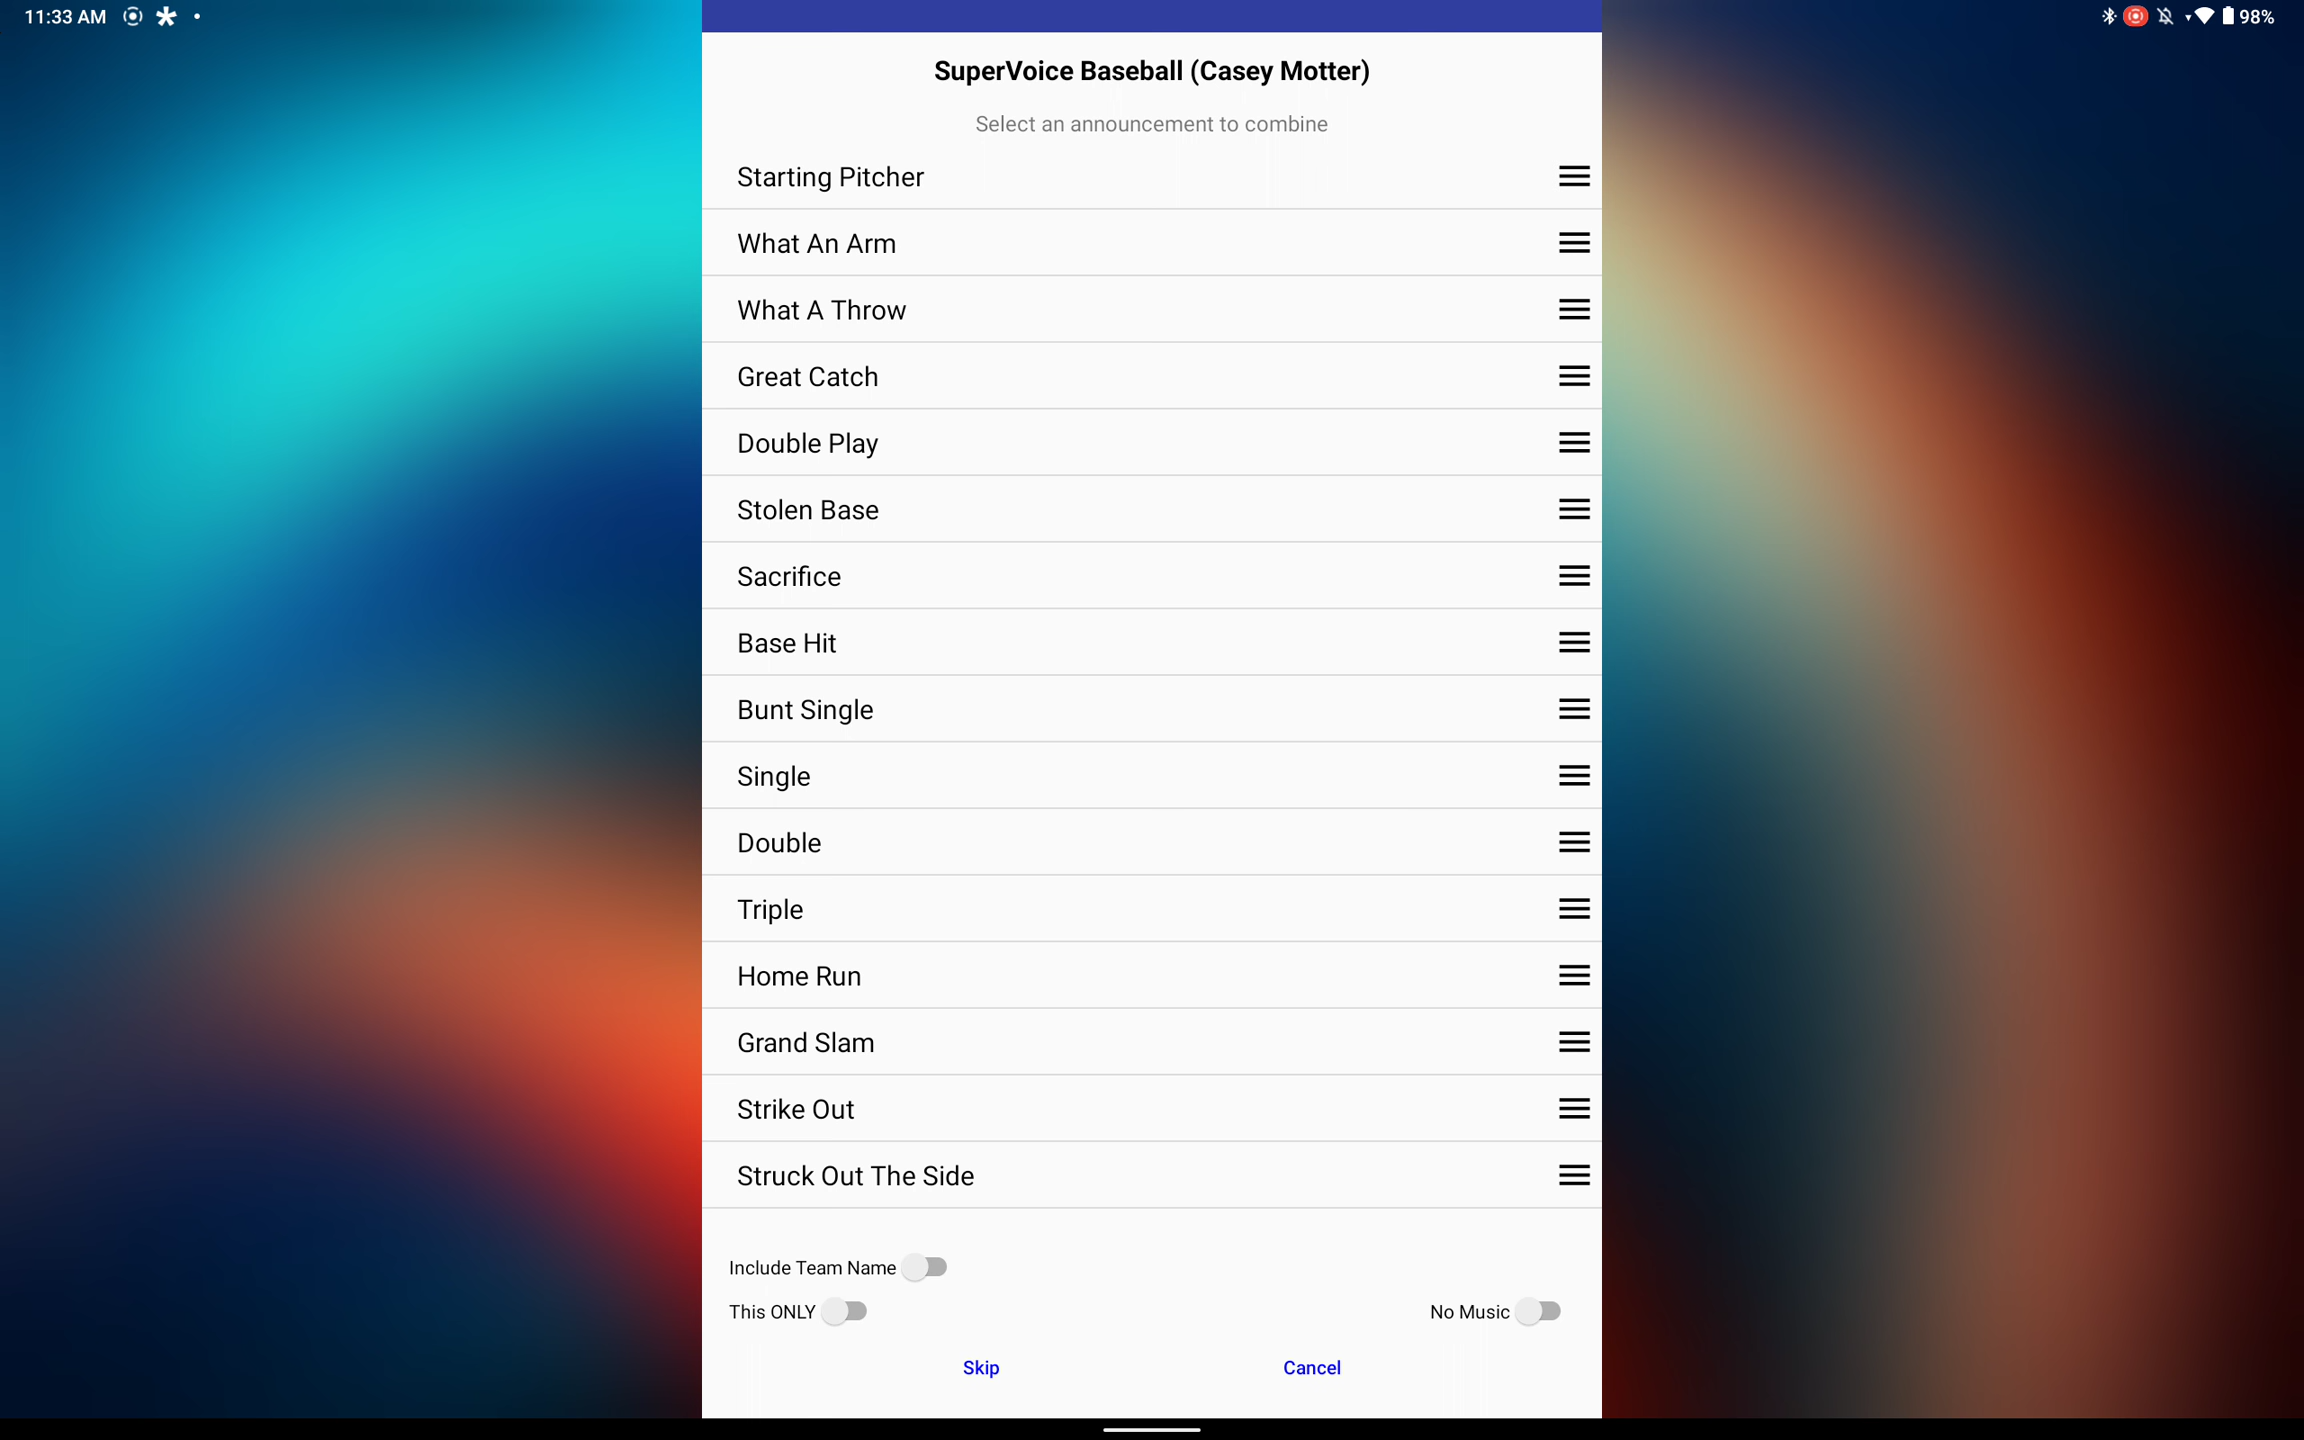 11:33 AM
98%
SuperVoice Baseball (Casey Motter)
Select an announcement to combine
Starting Pitcher
What An Arm
What A Throw
Great Catch
Double Play
Stolen Base
Sacrifice
Base Hit
Bunt Single
Single
Double
Triple
Home Run
Grand Slam
Strike Out
Struck Out The Side
Include Team Name
This ONLY
No Music
Skip
Cancel